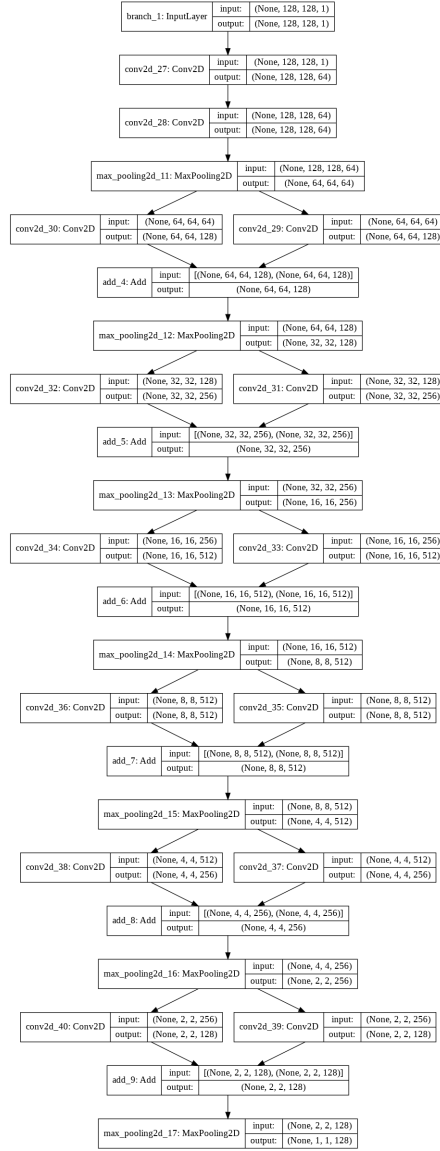 branch_1: InputLayer input: (None, 128, 128, 1)
output: (None, 128, 128, 1)
conv2d_27: Conv2D input: (None, 128, 128, 1)
output: (None, 128, 128, 64)
conv2d_28: Conv2D input: (None, 128, 128, 64)
output: (None, 128, 128, 64)
max_pooling2d_11: MaxPooling2D input: (None, 128, 128, 64)
output: (None, 64, 64, 64)
conv2d_30: Conv2D input: (None, 64, 64, 64) conv2d_29: Conv2D input: (None, 64, 64, 64)
output: (None, 64, 64, 128) output: (None, 64, 64, 128)
add_4: Add input: [(None, 64, 64, 128), (None, 64, 64, 128)]
output: (None, 64, 64, 128)
max_pooling2d_12: MaxPooling2D input: (None, 64, 64, 128)
output: (None, 32, 32, 128)
conv2d_32: Conv2D input: (None, 32, 32, 128) conv2d_31: Conv2D input: (None, 32, 32, 128)
output: (None, 32, 32, 256) output: (None, 32, 32, 256)
add_5: Add input: [(None, 32, 32, 256), (None, 32, 32, 256)]
output: (None, 32, 32, 256)
max_pooling2d_13: MaxPooling2D input: (None, 32, 32, 256)
output: (None, 16, 16, 256)
conv2d_34: Conv2D input: (None, 16, 16, 256) conv2d_33: Conv2D input: (None, 16, 16, 256)
output: (None, 16, 16, 512) output: (None, 16, 16, 512)
add_6: Add input: [(None, 16, 16, 512), (None, 16, 16, 512)]
output: (None, 16, 16, 512)
max_pooling2d_14: MaxPooling2D input: (None, 16, 16, 512)
output: (None, 8, 8, 512)
conv2d_36: Conv2D input: (None, 8, 8, 512) conv2d_35: Conv2D input: (None, 8, 8, 512)
output: (None, 8, 8, 512) output: (None, 8, 8, 512)
add_7: Add input: [(None, 8, 8, 512), (None, 8, 8, 512)]
output: (None, 8, 8, 512)
max_pooling2d_15: MaxPooling2D input: (None, 8, 8, 512)
output: (None, 4, 4, 512)
conv2d_38: Conv2D input: (None, 4, 4, 512) conv2d_37: Conv2D input: (None, 4, 4, 512)
output: (None, 4, 4, 256) output: (None, 4, 4, 256)
add_8: Add input: [(None, 4, 4, 256), (None, 4, 4, 256)]
output: (None, 4, 4, 256)
max_pooling2d_16: MaxPooling2D input: (None, 4, 4, 256)
output: (None, 2, 2, 256)
conv2d_40: Conv2D input: (None, 2, 2, 256) conv2d_39: Conv2D input: (None, 2, 2, 256)
output: (None, 2, 2, 128) output: (None, 2, 2, 128)
add_9: Add input: [(None, 2, 2, 128), (None, 2, 2, 128)]
output: (None, 2, 2, 128)
max_pooling2d_17: MaxPooling2D input: (None, 2, 2, 128)
output: (None, 1, 1, 128)